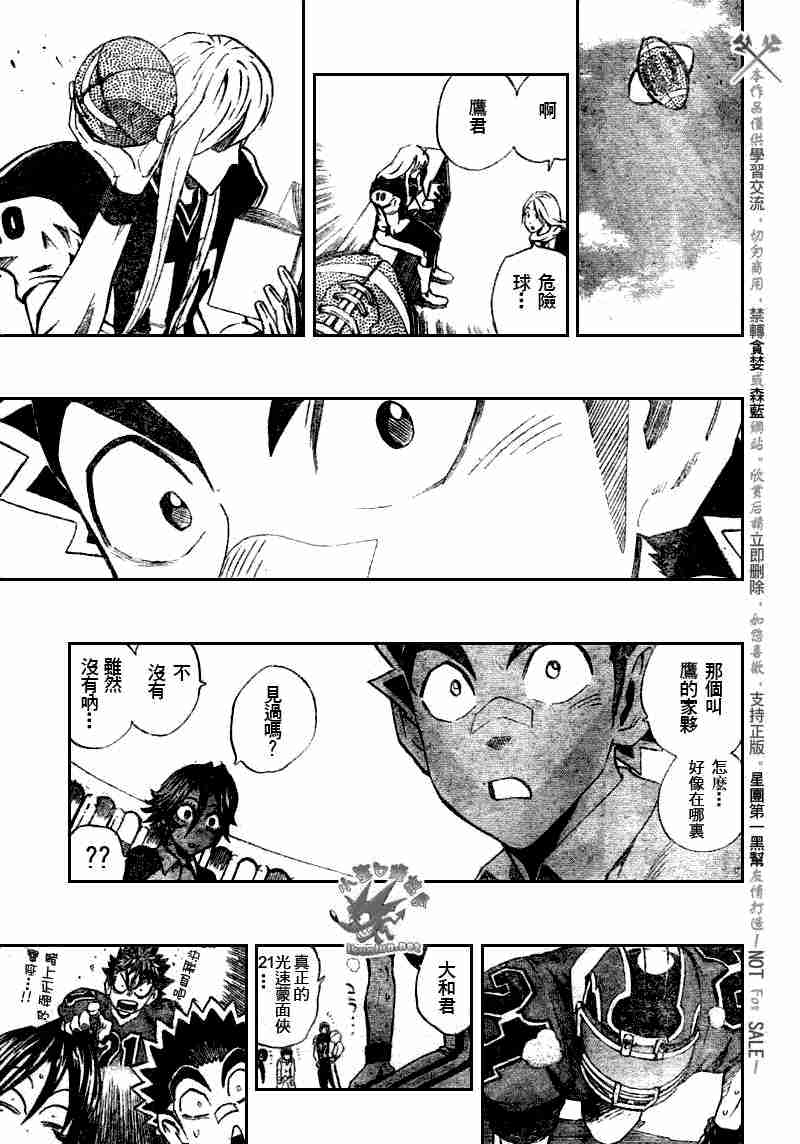 啊
鷹君
危險
球…
那個叫
鷹的家夥
怎麽…
好像在哪裏
見過嗎?
不
沒有
雖然
沒有吶…
??
大和君
真正的
光速蒙面俠
21…
本作品僅供學習交流，切勿商用，禁轉貪婪或森藍網站。欣賞后請立即刪除，如您喜歡，支持正版。星團第一黑幫友情打造—NOT For SALE—